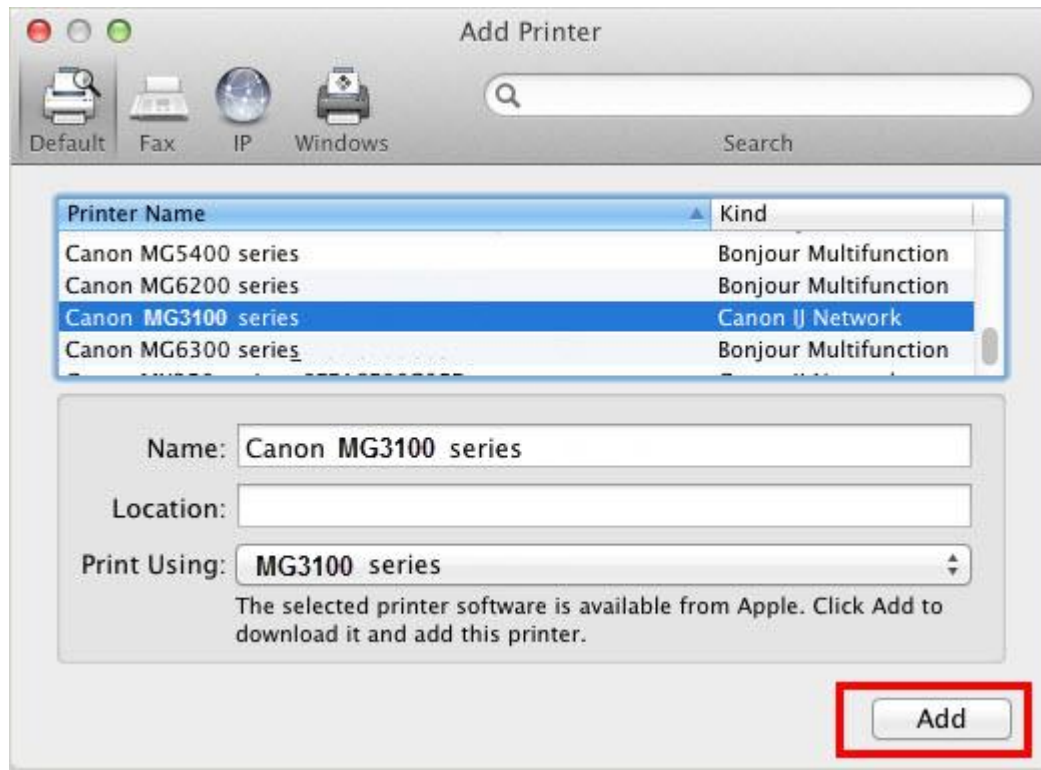 Add Printer
Default Fax IP Windows Search
Printer Name Kind
Canon MG5400 series Bonjour Multifunction
Canon MG6200 series Bonjour Multifunction
Canon MG3100 series Canon IJ Network
Canon MG6300 series Bonjour Multifunction
Name: Canon MG3100 series
Location:
Print Using: MG3100 series
The selected printer software is available from Apple. Click Add to
download it and add this printer.
Add